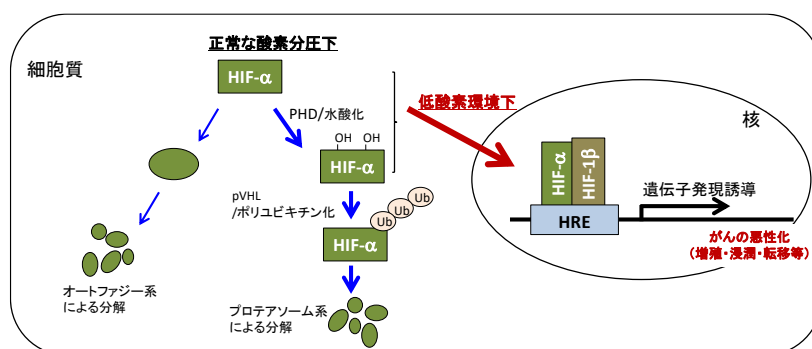 正常な酸素分圧下
細胞質
HIF-α
PHD/水酸化
OH OH
HIF-α
pVHL
/ポリユビキチン化
Ub
Ub
Ub
HIF-α
オートファジー系
による分解
プロテアソーム系
による分解
低酸素環境下
核
HIF-α
HIF-1β
HRE
遺伝子発現誘導
がんの悪性化
(増殖・浸潤・転移等)